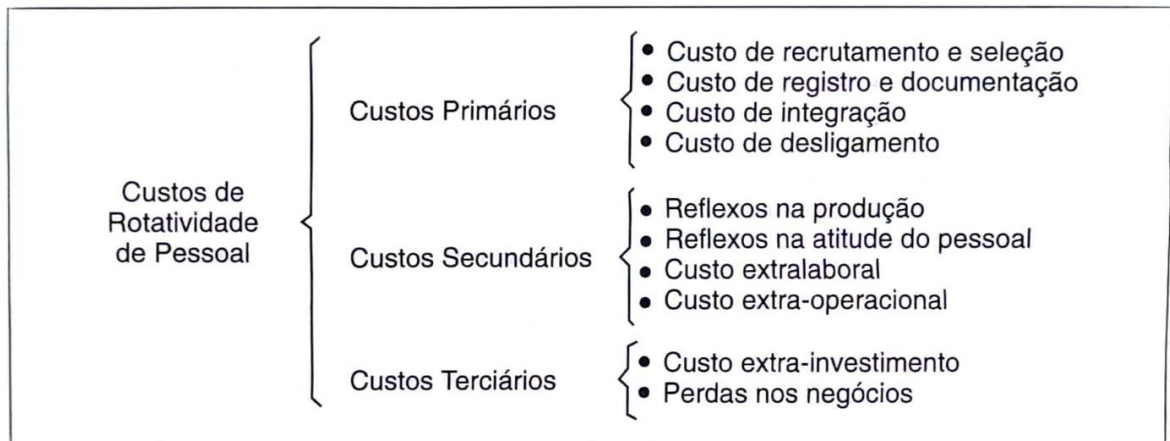 Custos de
Rotatividade
de Pessoal
Custos Primários
• Custo de recrutamento e seleção
• Custo de registro e documentação
• Custo de integração
• Custo de desligamento
Custos Secundários
• Reflexos na produção
• Reflexos na atitude do pessoal
• Custo extralaboral
• Custo extra-operacional
Custos Terciários
• Custo extra-investimento
• Perdas nos negócios